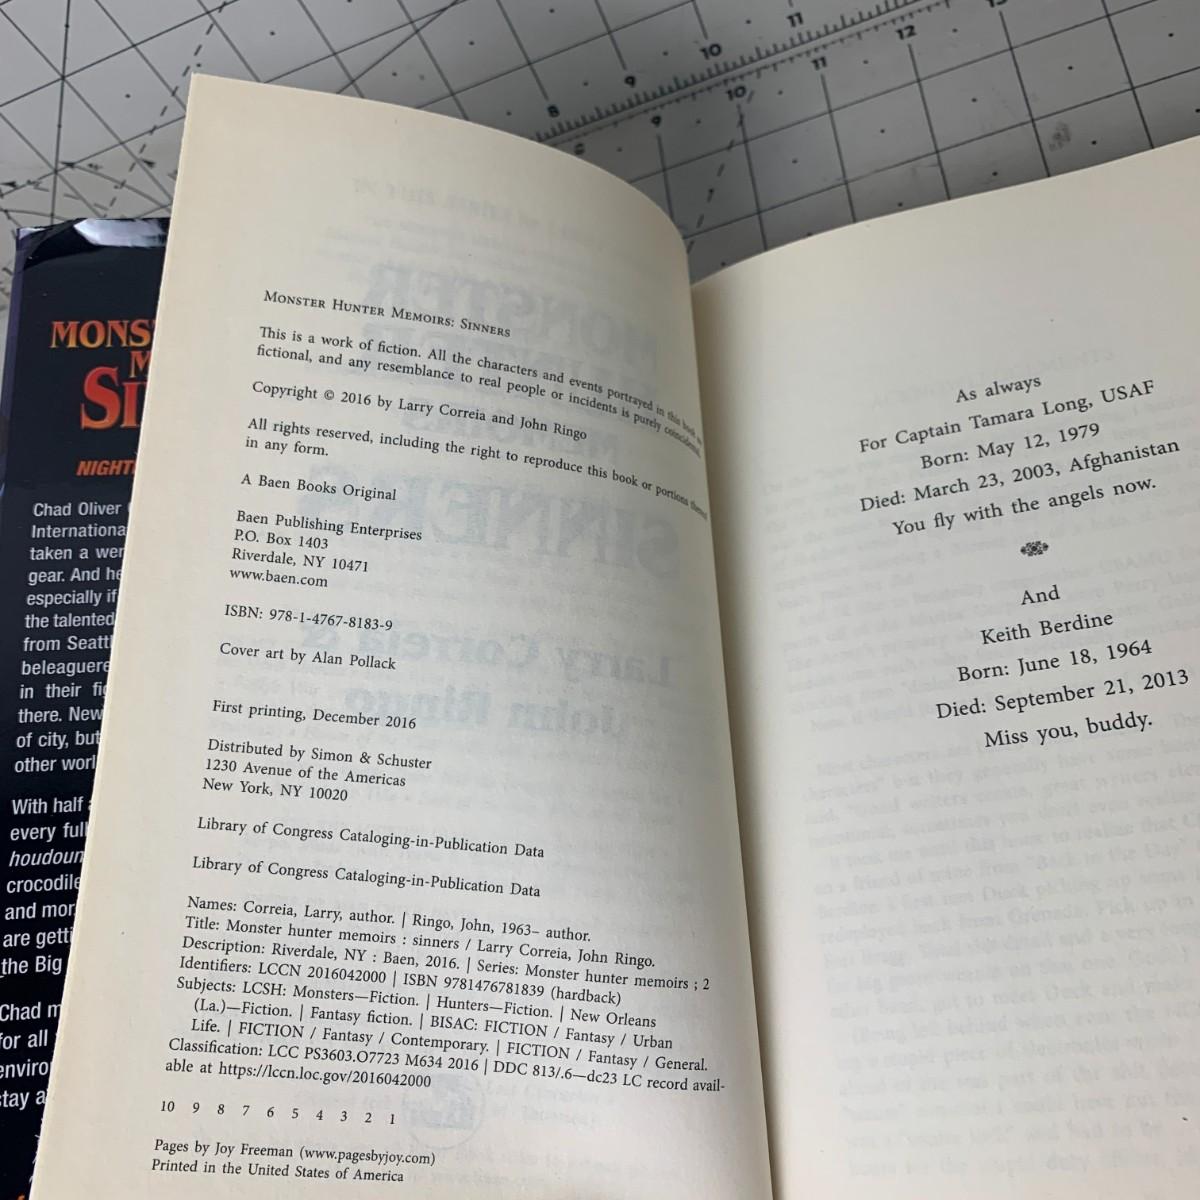 8
9
10
11
9
10
11
12
MONS
M
SI
NIGHT
Chad Oliver
Internationa
taken a wer
gear. And he
especially if
the talented
from Seattl
beleaguere
in their fig
there. New
of city, but
other worl
With half
every full
houdoun
crocodile
and mor
are getti
the Big
Chad m
for all
enviro
stay a
MONSTER HUNTER MEMOIRS: SINNERS
This is a work of fiction. All the characters and events portrayed in this book
fictional, and any resemblance to real people or incidents is purely coincidental.
Copyright © 2016 by Larry Correia and John Ringo
All rights reserved, including the right to reproduce this book or portions thereof
in any form.
A Baen Books Original
Baen Publishing Enterprises
P.O. Box 1403
Riverdale, NY 10471
www.baen.com
ISBN: 978-1-4767-8183-9
Cover art by Alan Pollack
First printing, December 2016
Distributed by Simon & Schuster
1230 Avenue of the Americas
New York, NY 10020
Library of Congress Cataloging-in-Publication Data
Library of Congress Cataloging-in-Publication Data
Names: Correia, Larry, author. | Ringo, John, 1963– author.
Title: Monster hunter memoirs : sinners / Larry Correia, John Ringo.
Description: Riverdale, NY : Baen, 2016. | Series: Monster hunter memoirs ; 2
Identifiers: LCCN 2016042000 | ISBN 9781476781839 (hardback)
Subjects: LCSH: Monsters—Fiction. | Hunters—Fiction. | New Orleans
(La.)—Fiction. | Fantasy fiction. | BISAC: FICTION / Fantasy / Urban
Life. | FICTION / Fantasy / Contemporary. | FICTION / Fantasy / General.
Classification: LCC PS3603.O7723 M634 2016 | DDC 813/.6—dc23 LC record avail-
able at https://lccn.loc.gov/2016042000
10 9 8 7 6 5 4 3 2 1
Pages by Joy Freeman (www.pagesbyjoy.com)
Printed in the United States of America
As always
For Captain Tamara Long, USAF
Born: May 12, 1979
Died: March 23, 2003, Afghanistan
You fly with the angels now.
And
Keith Berdine
Born: June 18, 1964
Died: September 21, 2013
Miss you, buddy.